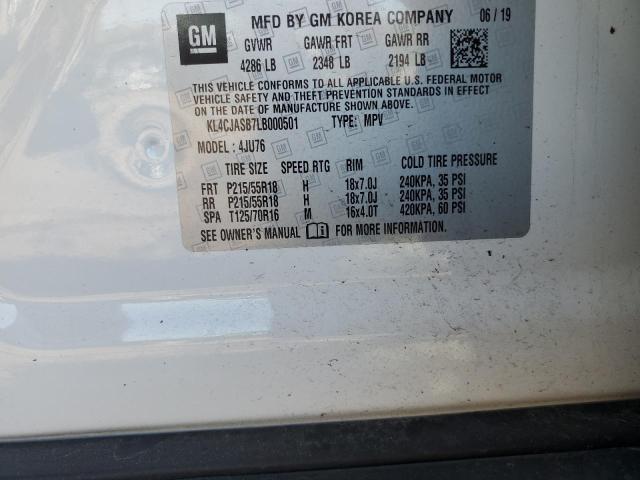 GM
MFD BY GM KOREA COMPANY 06/19
GVWR GAWR FRT GAWR RR
4286 LB 2348 LB 2194 LB
THIS VEHICLE CONFORMS TO ALL APPLICABLE U.S. FEDERAL MOTOR
VEHICLE SAFETY AND THEFT PREVENTION STANDARDS IN EFFECT ON THE
DATE OF MANUFACTURE SHOWN ABOVE.
KL4CJASB7LB000501 TYPE: MPV
MODEL: 4JU76
TIRE SIZE SPEED RTG RIM COLD TIRE PRESSURE
FRT P215/55R18 H 18x7.0J 240KPA, 35 PSI
RR P215/55R18 H 18x7.0J 240KPA, 35 PSI
SPA T125/70R16 M 16x4.0T 420KPA, 60 PSI
SEE OWNER'S MANUAL FOR MORE INFORMATION.